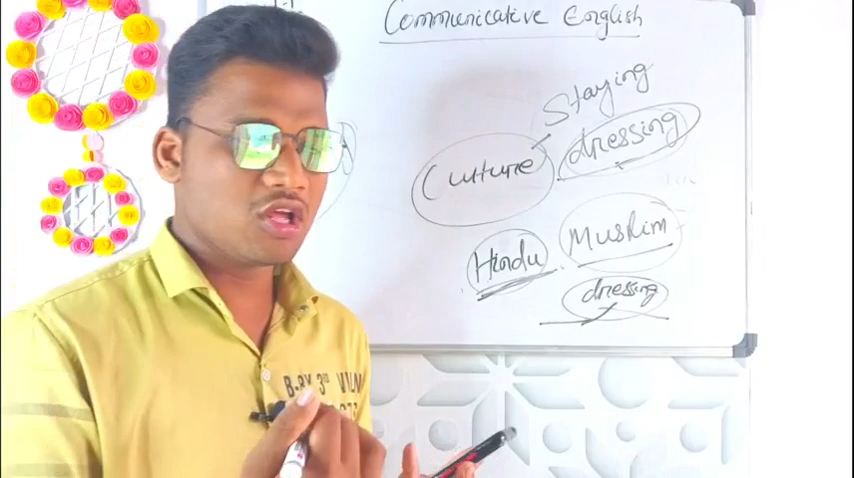 Communicative English
Staying
Culture dressing
Hindu Muslim
dressing